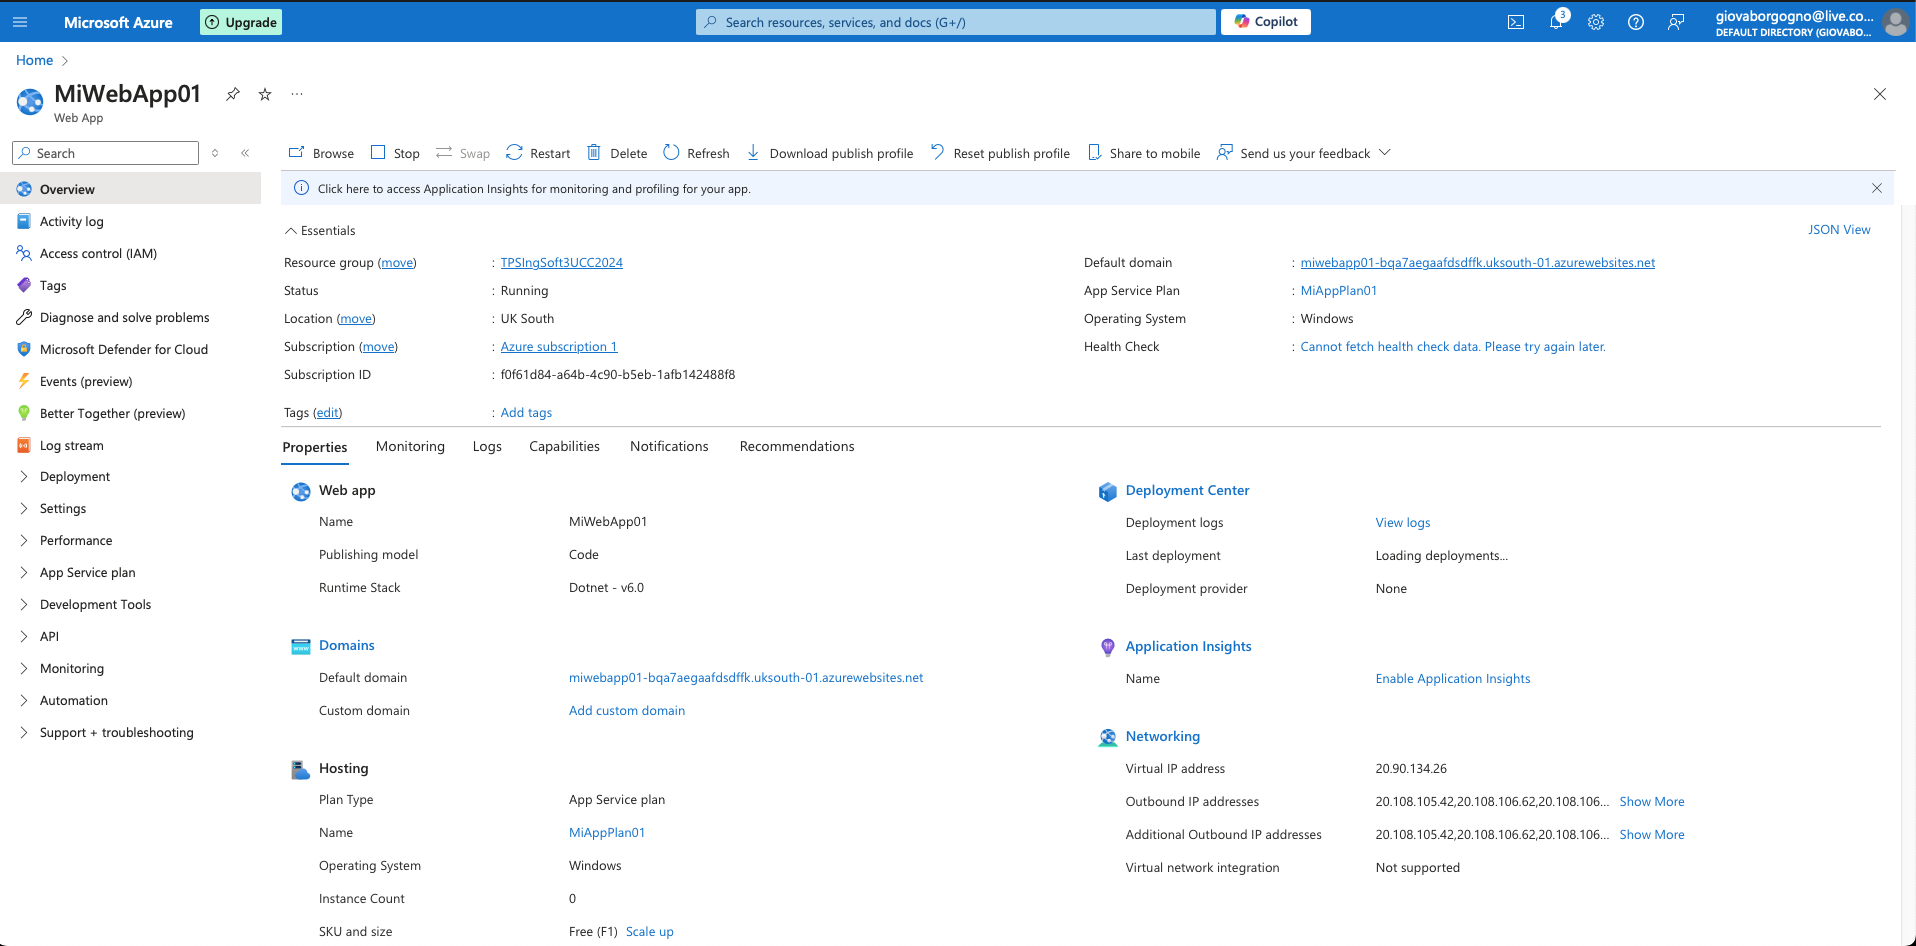 Microsoft Azure
Upgrade
Search resources, services, and docs (G+/)
Copilot
3
giovaborgogno@live.co...
DEFAULT DIRECTORY (GIOVABO...
Home
MiWebApp01
Web App
Search
Browse Stop Swap Restart Delete Refresh Download publish profile Reset publish profile Share to mobile Send us your feedback
Click here to access Application Insights for monitoring and profiling for your app.
Overview
Activity log
Access control (IAM)
Tags
Diagnose and solve problems
Microsoft Defender for Cloud
Events (preview)
Better Together (preview)
Log stream
Deployment
Settings
Performance
App Service plan
Development Tools
API
Monitoring
Automation
Support + troubleshooting
Essentials
JSON View
Resource group (move) : TPSIngSoft3UCC2024
Status : Running
Location (move) : UK South
Subscription (move) : Azure subscription 1
Subscription ID : f0f61d84-a64b-4c90-b5eb-1afb142488f8
Tags (edit) : Add tags
Default domain : miwebapp01-bqa7aegaafdsdffk.uksouth-01.azurewebsites.net
App Service Plan : MiAppPlan01
Operating System : Windows
Health Check : Cannot fetch health check data. Please try again later.
Properties Monitoring Logs Capabilities Notifications Recommendations
Web app
Name MiWebApp01
Publishing model Code
Runtime Stack Dotnet - v6.0
Domains
Default domain miwebapp01-bqa7aegaafdsdffk.uksouth-01.azurewebsites.net
Custom domain Add custom domain
Hosting
Plan Type App Service plan
Name MiAppPlan01
Operating System Windows
Instance Count 0
SKU and size Free (F1) Scale up
Deployment Center
Deployment logs View logs
Last deployment Loading deployments...
Deployment provider None
Application Insights
Name Enable Application Insights
Networking
Virtual IP address 20.90.134.26
Outbound IP addresses 20.108.105.42,20.108.106.62,20.108.106... Show More
Additional Outbound IP addresses 20.108.105.42,20.108.106.62,20.108.106... Show More
Virtual network integration Not supported